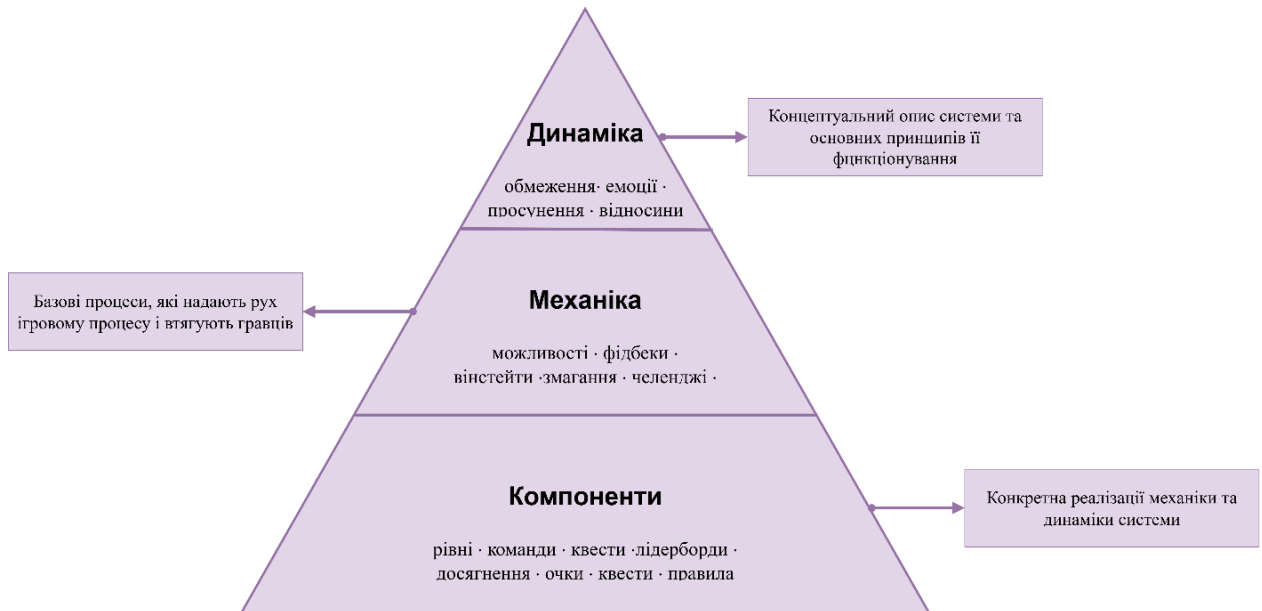 Динаміка
обмеження· емоції ·
просунення · відносини
Концептуальний опис системи та
основних принципів її
фцнкціонування
Механіка
можливості · фідбеки ·
вінстейти ·змагання · челенджі ·
Базові процеси, які надають рух
ігровому процесу і втягують гравців
Компоненти
рівні · команди · квести ·лідерборди ·
досягнення · очки · квести · правила
Конкретна реалізації механіки та
динаміки системи